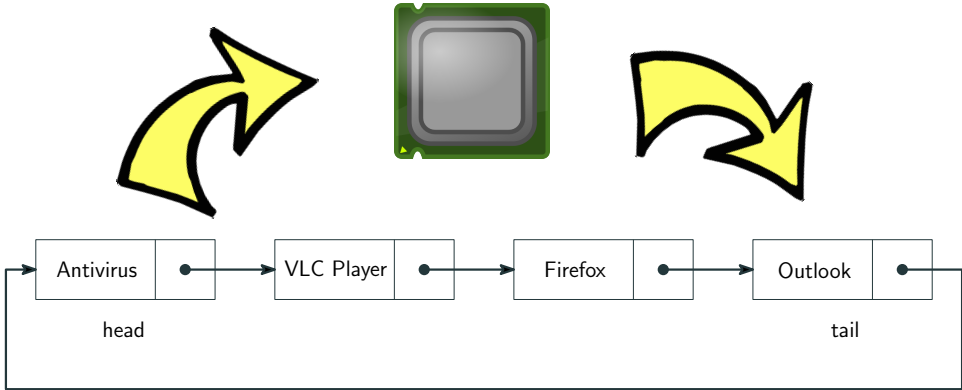 Antivirus
VLC Player
Firefox
Outlook
head
tail